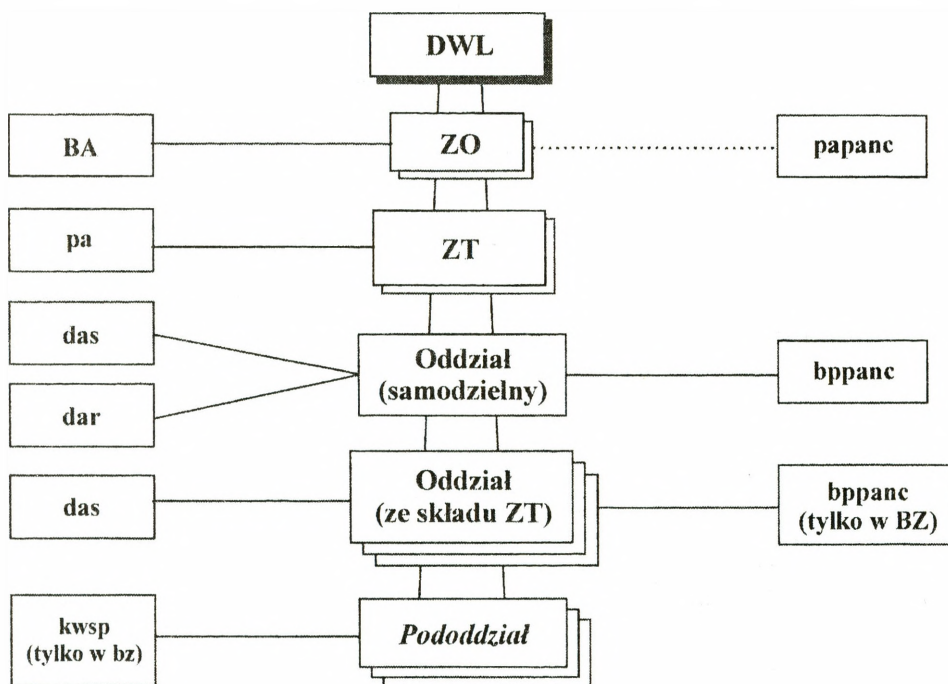 DWL
BA
ZO
papanc
pa
ZT
das
Oddział
(samodzielny)
bppanc
dar
das
Oddział
(ze składu ZT)
bppanc
(tylko w BZ)
kwsp
(tylko w bz)
Pododdział